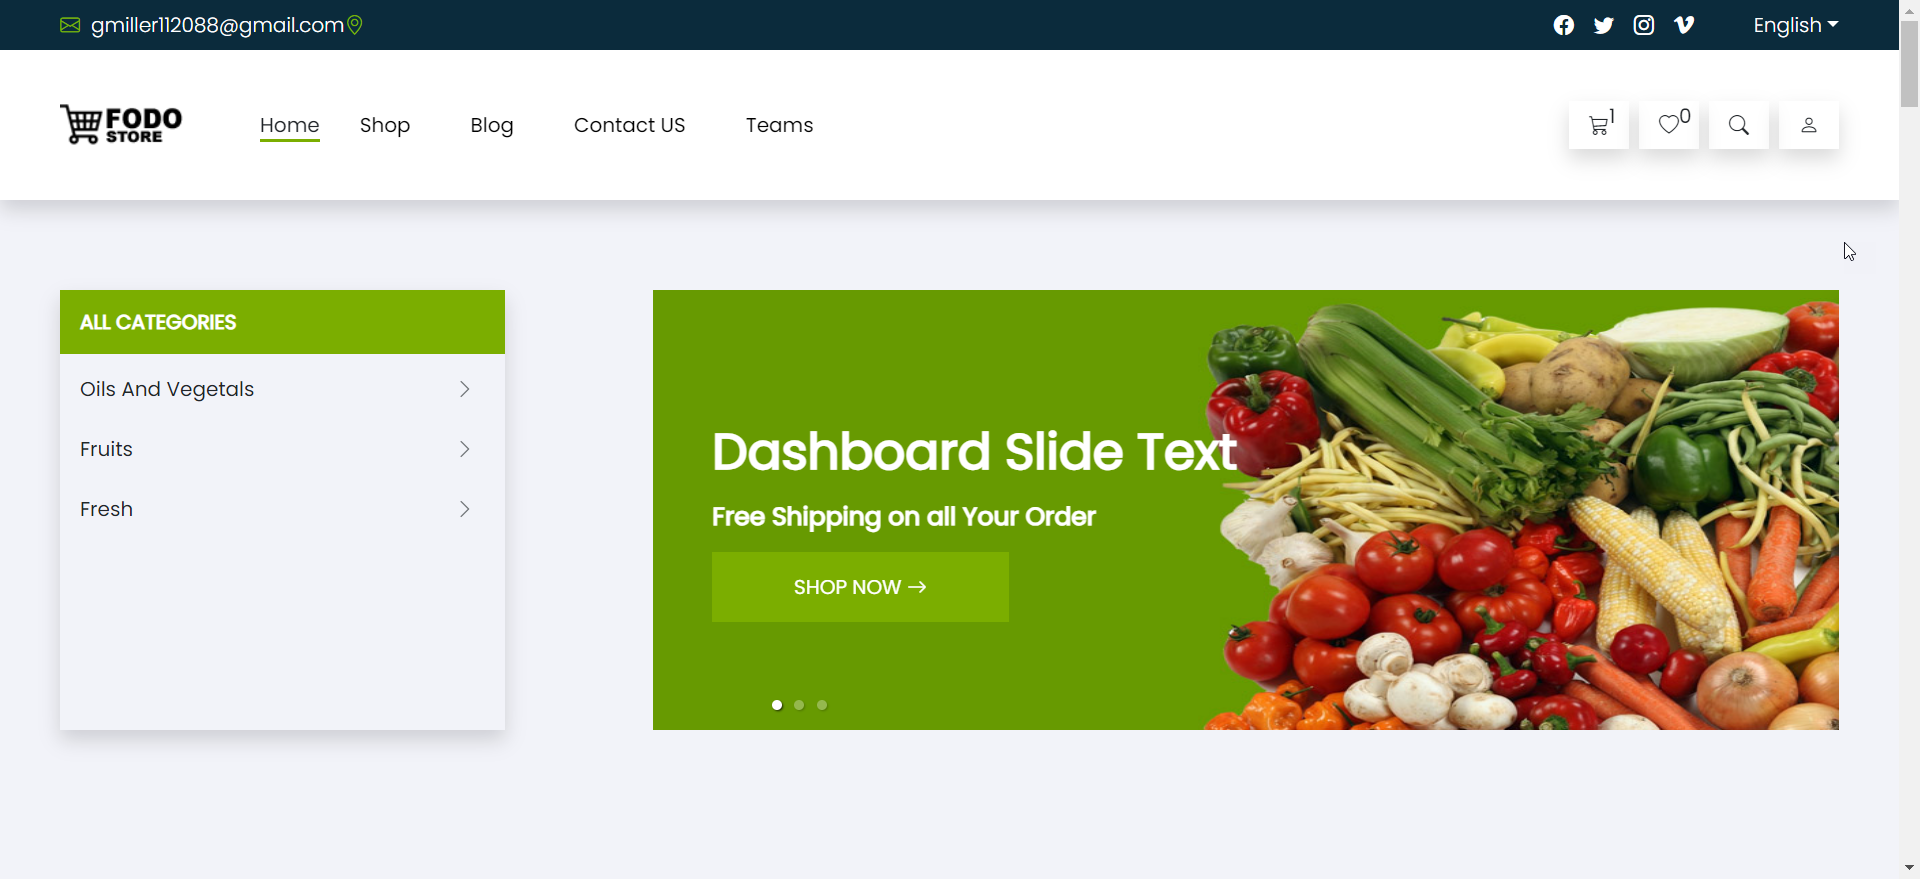 gmiller112088@gmail.com
English
FODO
STORE
Home
Shop
Blog
Contact US
Teams
1
0
ALL CATEGORIES
Oils And Vegetals
Fruits
Fresh
Dashboard Slide Text
Free Shipping on all Your Order
SHOP NOW →